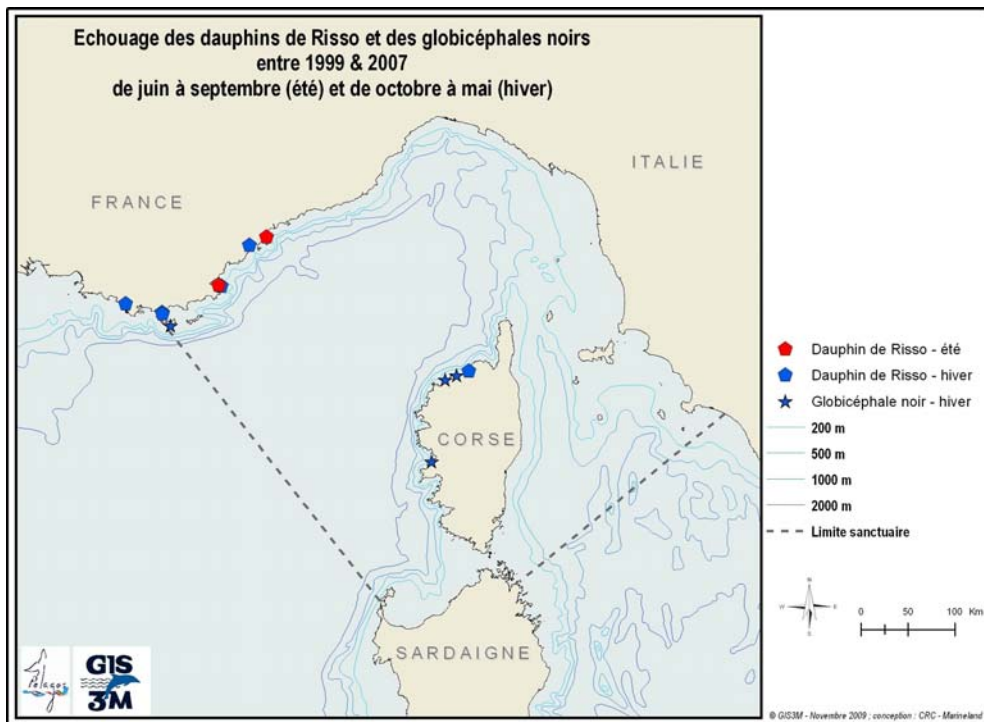 Echouage des dauphins de Risso et des globicéphales noirs
entre 1999 & 2007
de juin à septembre (été) et de octobre à mai (hiver)
ITALIE
FRANCE
CORSE
SARDAIGNE
Dauphin de Risso - été
Dauphin de Risso - hiver
Globicéphale noir - hiver
200 m
500 m
1000 m
2000 m
Limite sanctuaire
N
W
E
S
0 50 100 Km
Pelagos
GIS
3M
© GIS3M - Novembre 2009 ; conception : CRC - Marineland